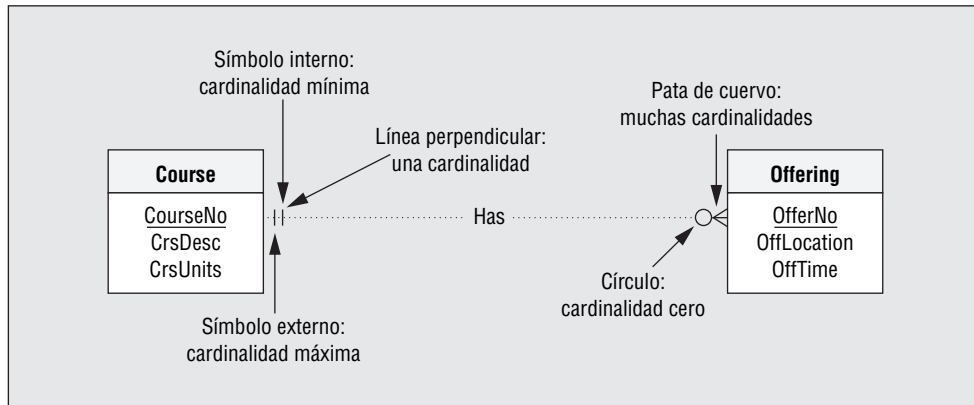 Símbolo interno:
cardinalidad mínima
Línea perpendicular:
una cardinalidad
Pata de cuervo:
muchas cardinalidades
Course
CourseNo
CrsDesc
CrsUnits
Has
Offering
OfferNo
OffLocation
OffTime
Símbolo externo:
cardinalidad máxima
Círculo:
cardinalidad cero